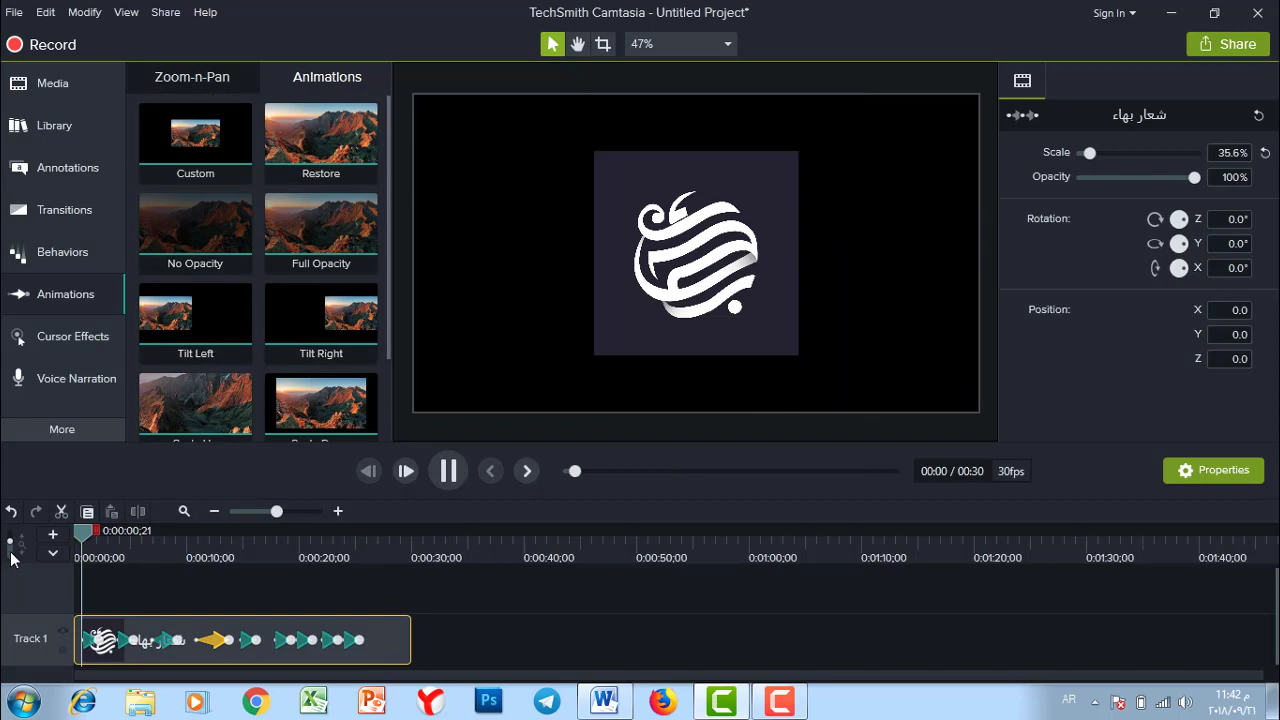 File Edit Modify View Share Help
TechSmith Camtasia - Untitled Project*
Sign In
Record
47%
Share
Media
Library
Annotations
Transitions
Behaviors
Animations
Cursor Effects
Voice Narration
More
Zoom-n-Pan
Animations
Custom
Restore
No Opacity
Full Opacity
Tilt Left
Tilt Right
شعار بهاء
Scale 35.6%
Opacity 100%
Rotation: Z 0.0°
Y 0.0°
X 0.0°
Position: X 0.0
Y 0.0
Z 0.0
00:00 / 00:30 30fps
Properties
0:00:00;21
0:00:00;00 0:00:10;00 0:00:20;00 0:00:30;00 0:00:40;00 0:00:50;00 0:01:00;00 0:01:10;00 0:01:20;00 0:01:30;00 0:01:40;00
Track 1
شعار بهاء
AR
11:42 م
٢٠١٨/٠٩/٢١